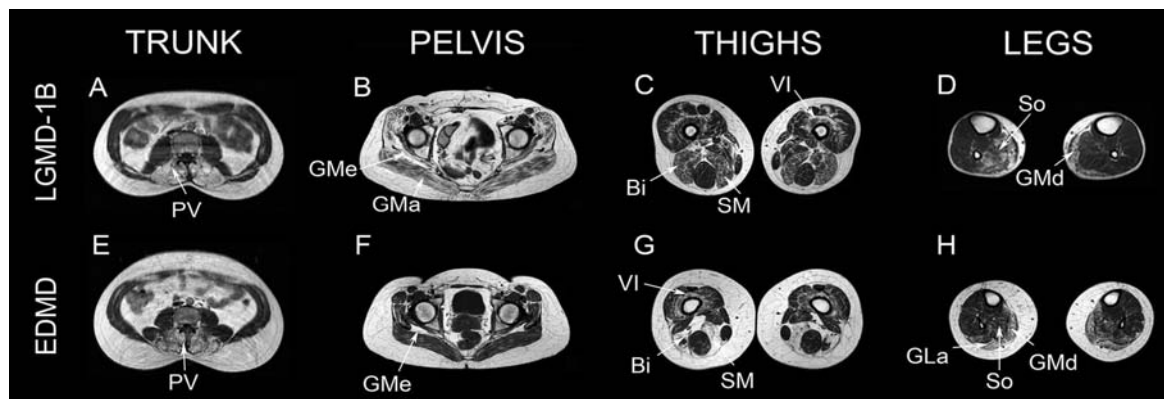 TRUNK PELVIS THIGHS LEGS
LGMD-1B
A
PV
B
GMe
GMa
C
VI
Bi
SM
D
So
GMd
EDMD
E
PV
F
GMe
G
VI
Bi
SM
H
GLa
So
GMd